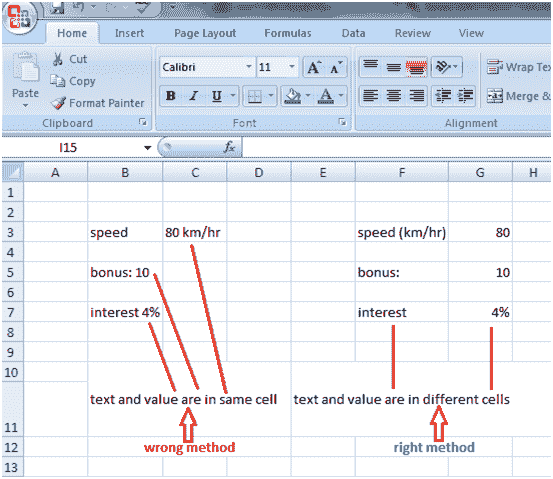 Home Insert Page Layout Formulas Data Review View
Cut Calibri 11 A A Wrap Tex
Copy
Paste Format Painter B I U A Merge &
Clipboard Font Alignment
I15 fx
A B C D E F G H
1
2
3 speed 80 km/hr speed (km/hr) 80
4
5 bonus: 10 bonus: 10
6
7 interest 4% interest 4%
8
9
10
text and value are in same cell text and value are in different cells
11
wrong method right method
12
13